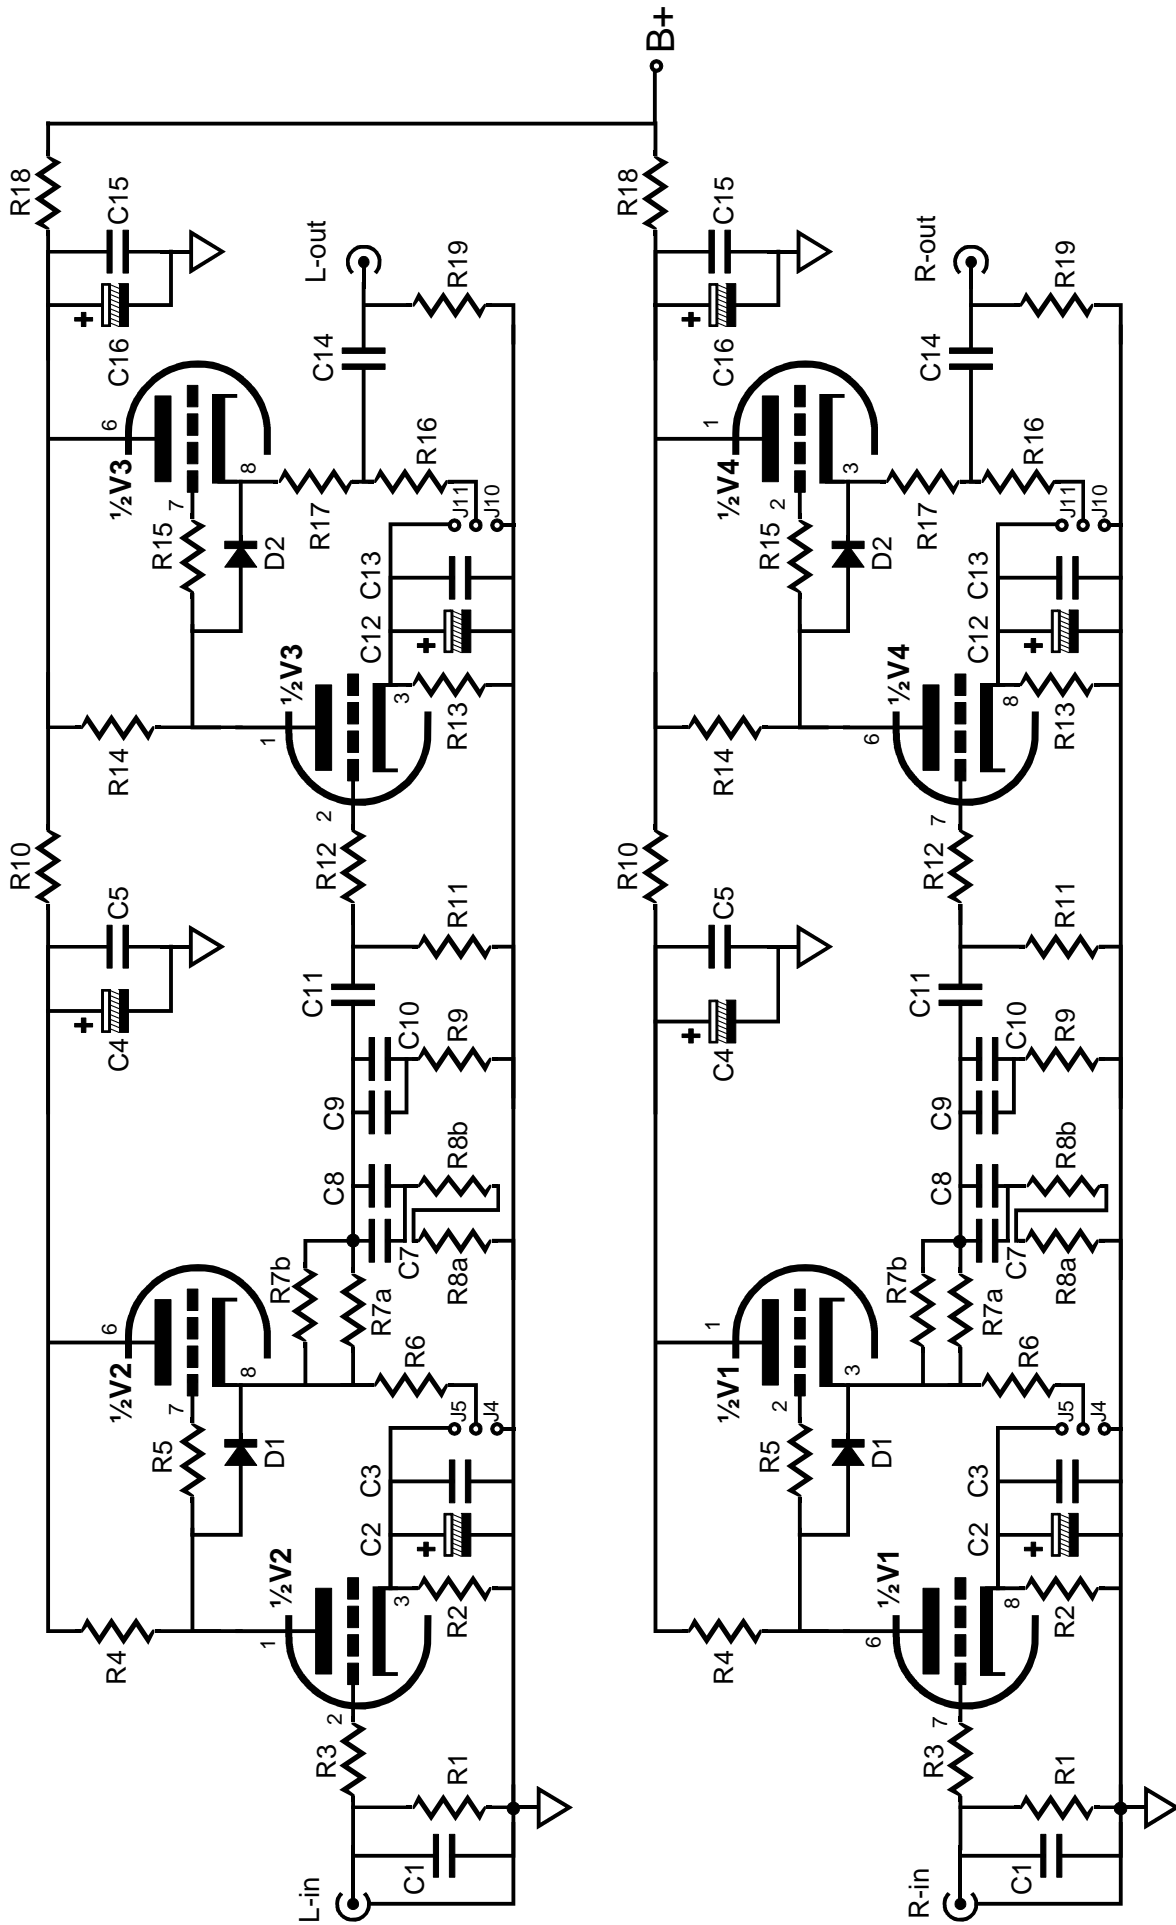 R18
C15
C16
+
L-out
R19
C14
6
½V3
7
8
R15
D2
R17
R16
J11
J10
C13
C12
+
½V3
R14
1
3
R13
2
R10
R12
C5
C4
+
R11
C11
C10
R9
C9
C8
R8b
C7
R8a
R7b
R7a
6
½V2
7
8
R5
D1
R6
J5
J4
C3
C2
+
½V2
R4
1
3
R2
2
R3
R1
C1
L-in
B+
R18
C15
C16
+
R-out
R19
C14
1
½V4
2
3
R15
D2
R17
R16
J11
J10
C13
C12
+
½V4
R14
6
8
R13
7
R10
R12
C5
C4
+
R11
C11
C10
R9
C9
C8
R8b
C7
R8a
R7b
R7a
1
½V1
2
3
R5
D1
R6
J5
J4
C3
C2
+
½V1
R4
6
8
R2
7
R3
R1
C1
R-in